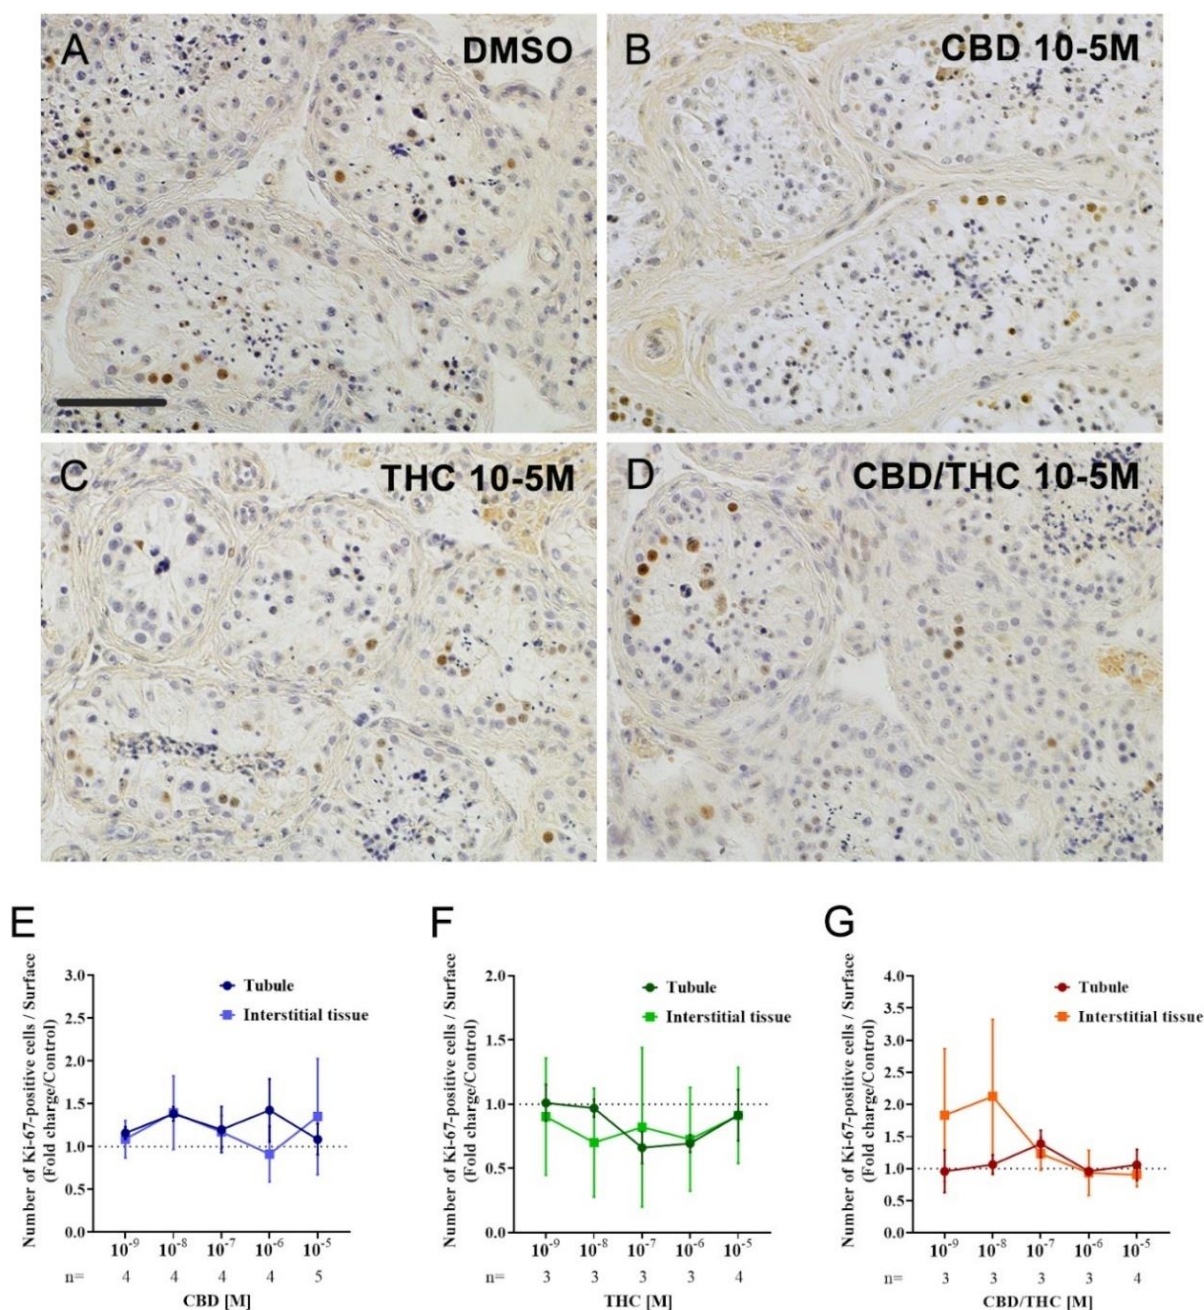 A
DMSO
B
CBD 10-5M
C
THC 10-5M
D
CBD/THC 10-5M
E
Number of Ki-67-positive cells / Surface
(Fold charge/Control)
3.0
2.5
2.0
1.5
1.0
0.5
0.0
Tubule
Interstitial tissue
10-9 10-8 10-7 10-6 10-5
n= 4 4 4 4 5
CBD [M]
F
Number of Ki-67-positive cells / Surface
(Fold charge/Control)
2.0
1.5
1.0
0.5
0.0
Tubule
Interstitial tissue
10-9 10-8 10-7 10-6 10-5
n= 3 3 3 3 4
THC [M]
G
Number of Ki-67-positive cells / Surface
(Fold charge/Control)
4.0
3.5
3.0
2.5
2.0
1.5
1.0
0.5
0.0
Tubule
Interstitial tissue
10-9 10-8 10-7 10-6 10-5
n= 3 3 3 3 4
CBD/THC [M]